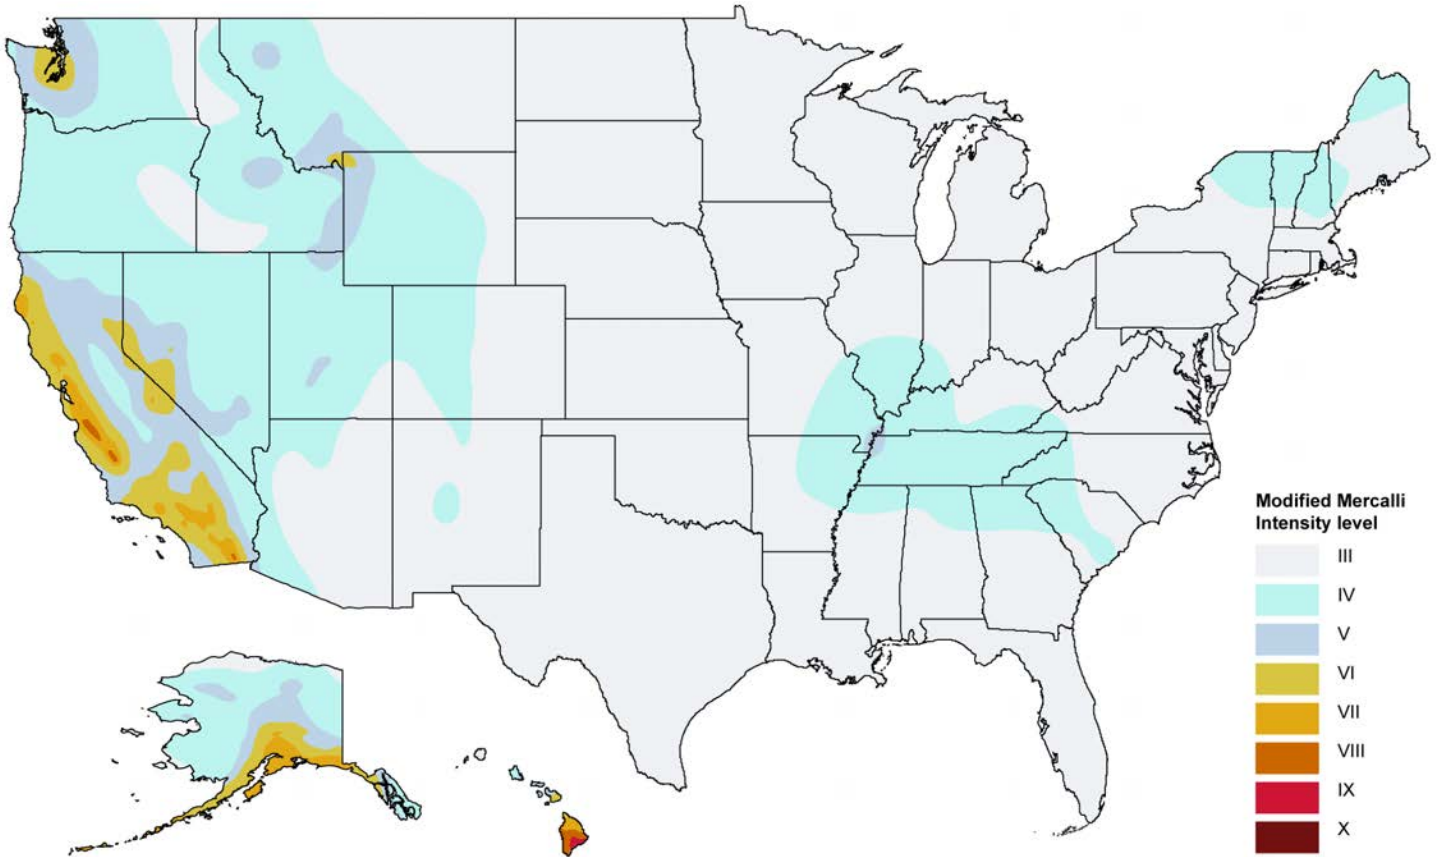 Modified Mercalli
Intensity level
III
IV
V
VI
VII
VIII
IX
X